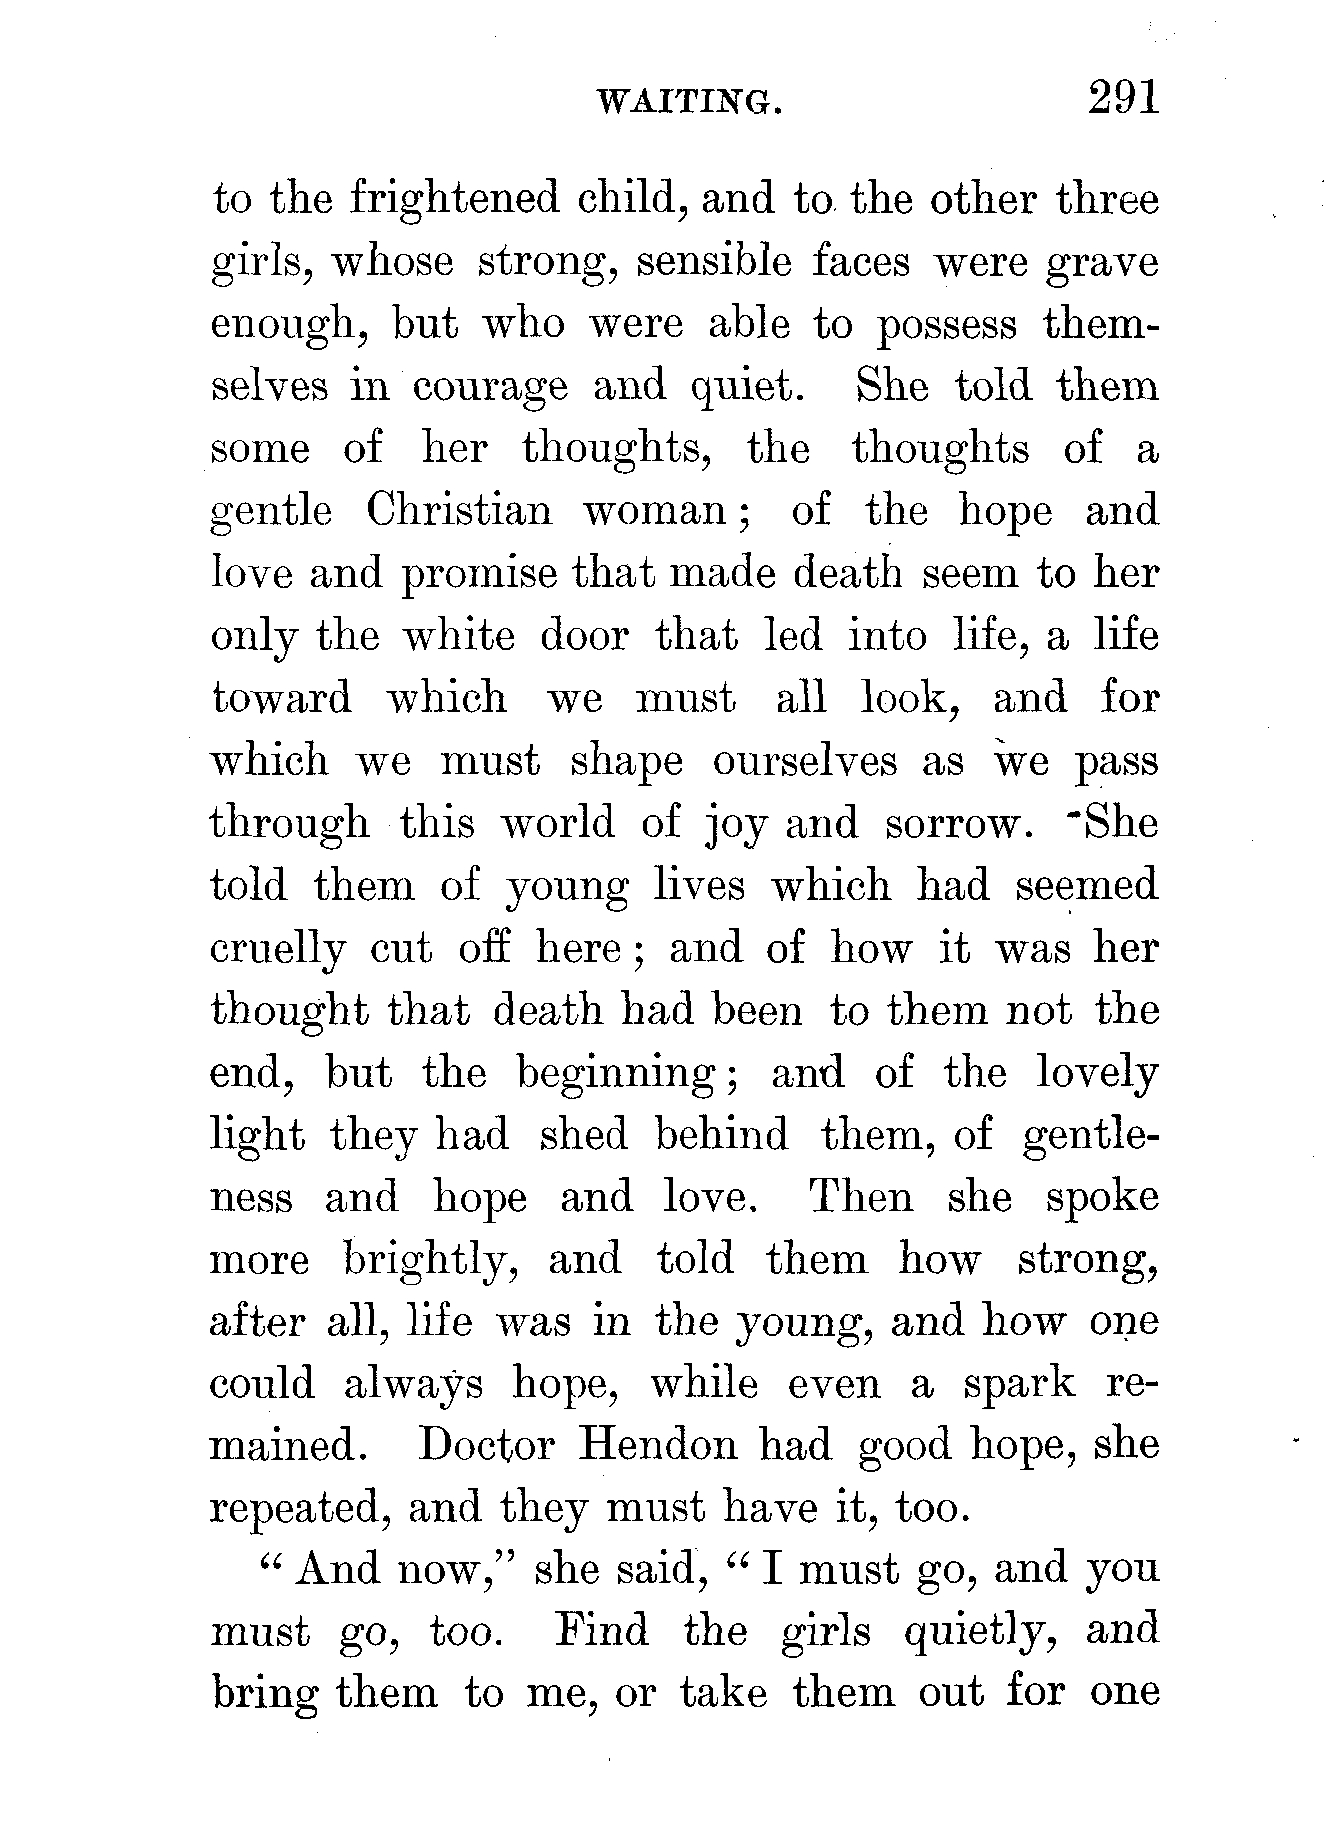 WAITING. 291
to the frightened child, and to the other three
girls, whose strong, sensible faces were grave
enough, but who were able to possess them-
selves in courage and quiet. She told them
some of her thoughts, the thoughts of a
gentle Christian woman ; of the hope and
love and promise that made death seem to her
only the white door that led into life, a life
toward which we must all look, and for
which we must shape ourselves as we pass
through this world of joy and sorrow. She
told them of young lives which had seemed
cruelly cut off here ; and of how it was her
thought that death had been to them not the
end, but the beginning ; and of the lovely
light they had shed behind them, of gentle-
ness and hope and love. Then she spoke
more brightly, and told them how strong,
after all, life was in the young, and how one
could always hope, while even a spark re-
mained. Doctor Hendon had good hope, she
repeated, and they must have it, too.
“ And now,” she said, “ I must go, and you
must go, too. Find the girls quietly, and
bring them to me, or take them out for one